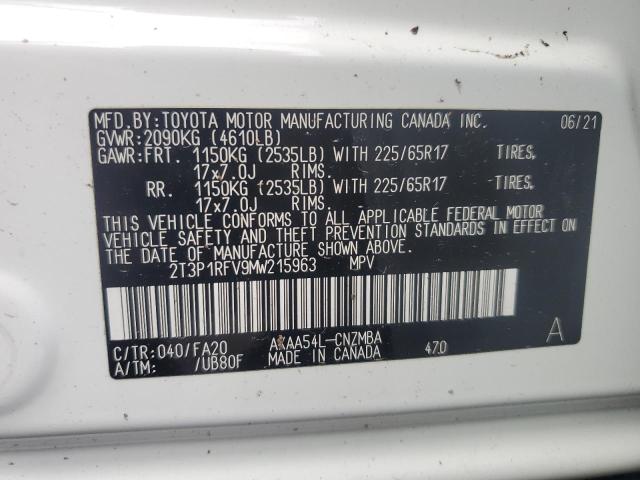 MFD.BY:TOYOTA MOTOR MANUFACTURING CANADA INC. 06/21
GVWR:2090KG (4610LB)
GAWR:FRT. 1150KG (2535LB) WITH 225/65R17 TIRES,
17x7.0J RIMS.
RR. 1150KG (2535LB) WITH 225/65R17 TIRES,
17x7.0J RIMS.
THIS VEHICLE CONFORMS TO ALL APPLICABLE FEDERAL MOTOR
VEHICLE SAFETY AND THEFT PREVENTION STANDARDS IN EFFECT ON
THE DATE OF MANUFACTURE SHOWN ABOVE.
2T3P1RFV9MW215963 MPV
C/TR:040/FA20 AXAA54L-CNZMBA 470 A
A/TM: /UB80F MADE IN CANADA